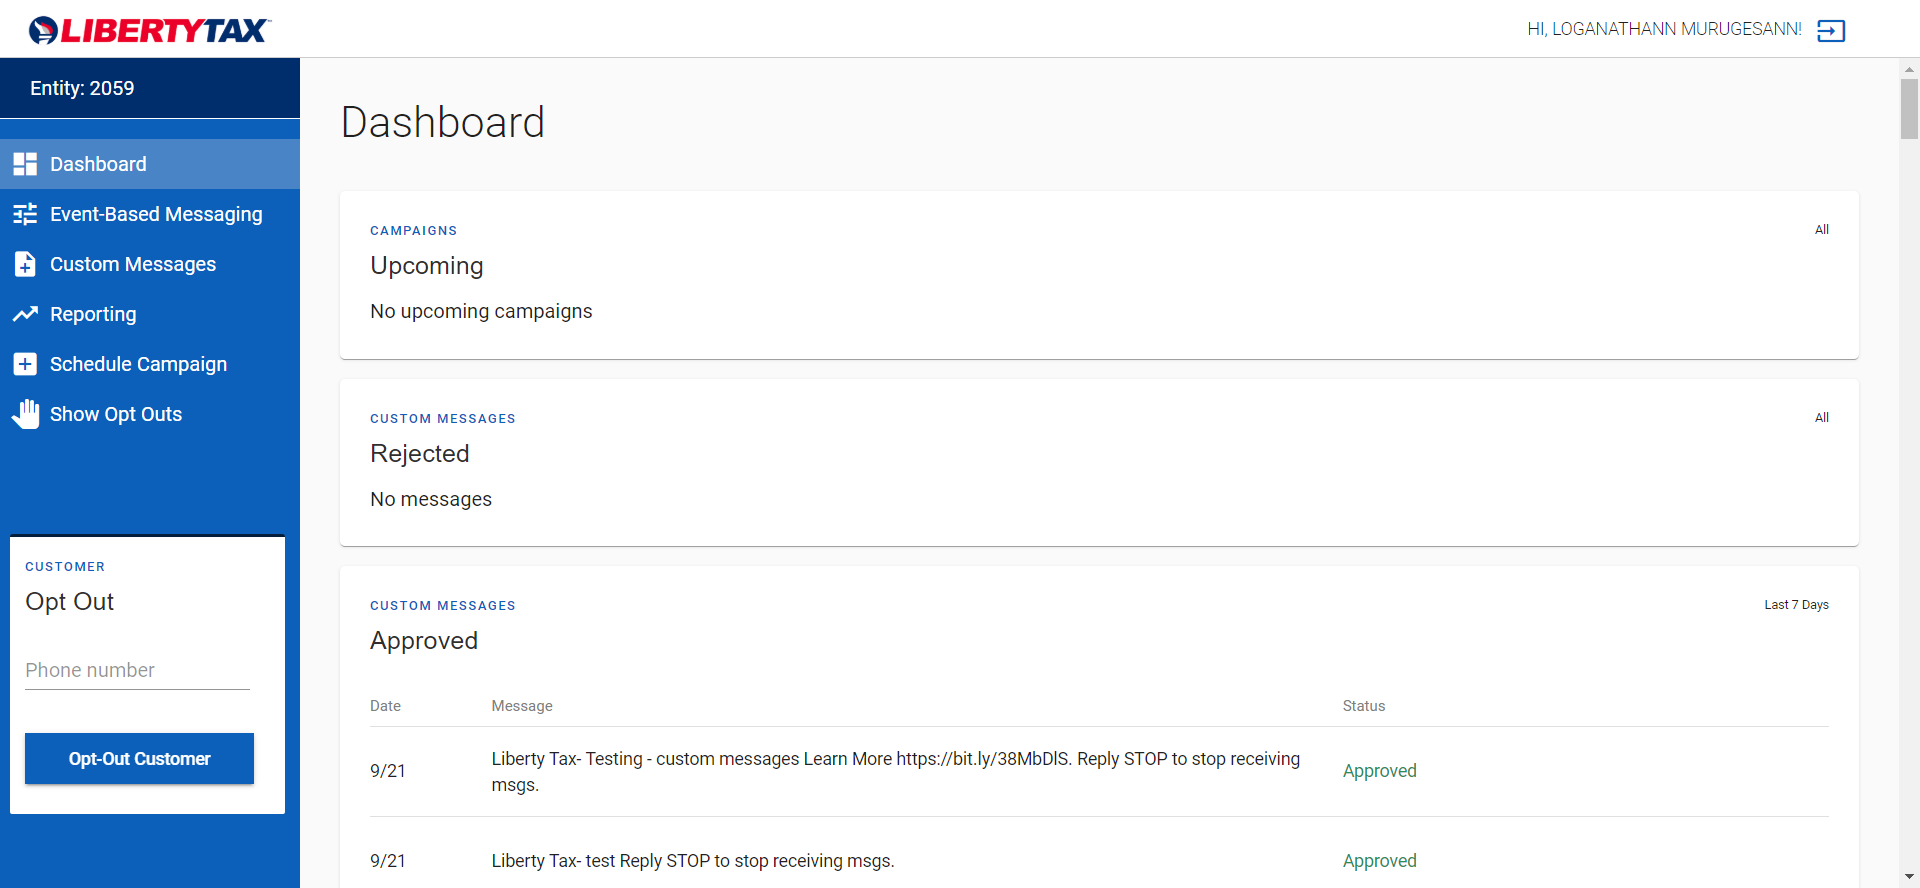 LIBERTYTAX™
HI, LOGANATHANN MURUGESANN!
Entity: 2059
Dashboard
Event-Based Messaging
Custom Messages
Reporting
Schedule Campaign
Show Opt Outs
CUSTOMER
Opt Out
Phone number
Opt-Out Customer
Dashboard
CAMPAIGNS
All
Upcoming
No upcoming campaigns
CUSTOM MESSAGES
All
Rejected
No messages
CUSTOM MESSAGES
Last 7 Days
Approved
Date Message Status
9/21 Liberty Tax- Testing - custom messages Learn More https://bit.ly/38MbDlS. Reply STOP to stop receiving
msgs. Approved
9/21 Liberty Tax- test Reply STOP to stop receiving msgs. Approved